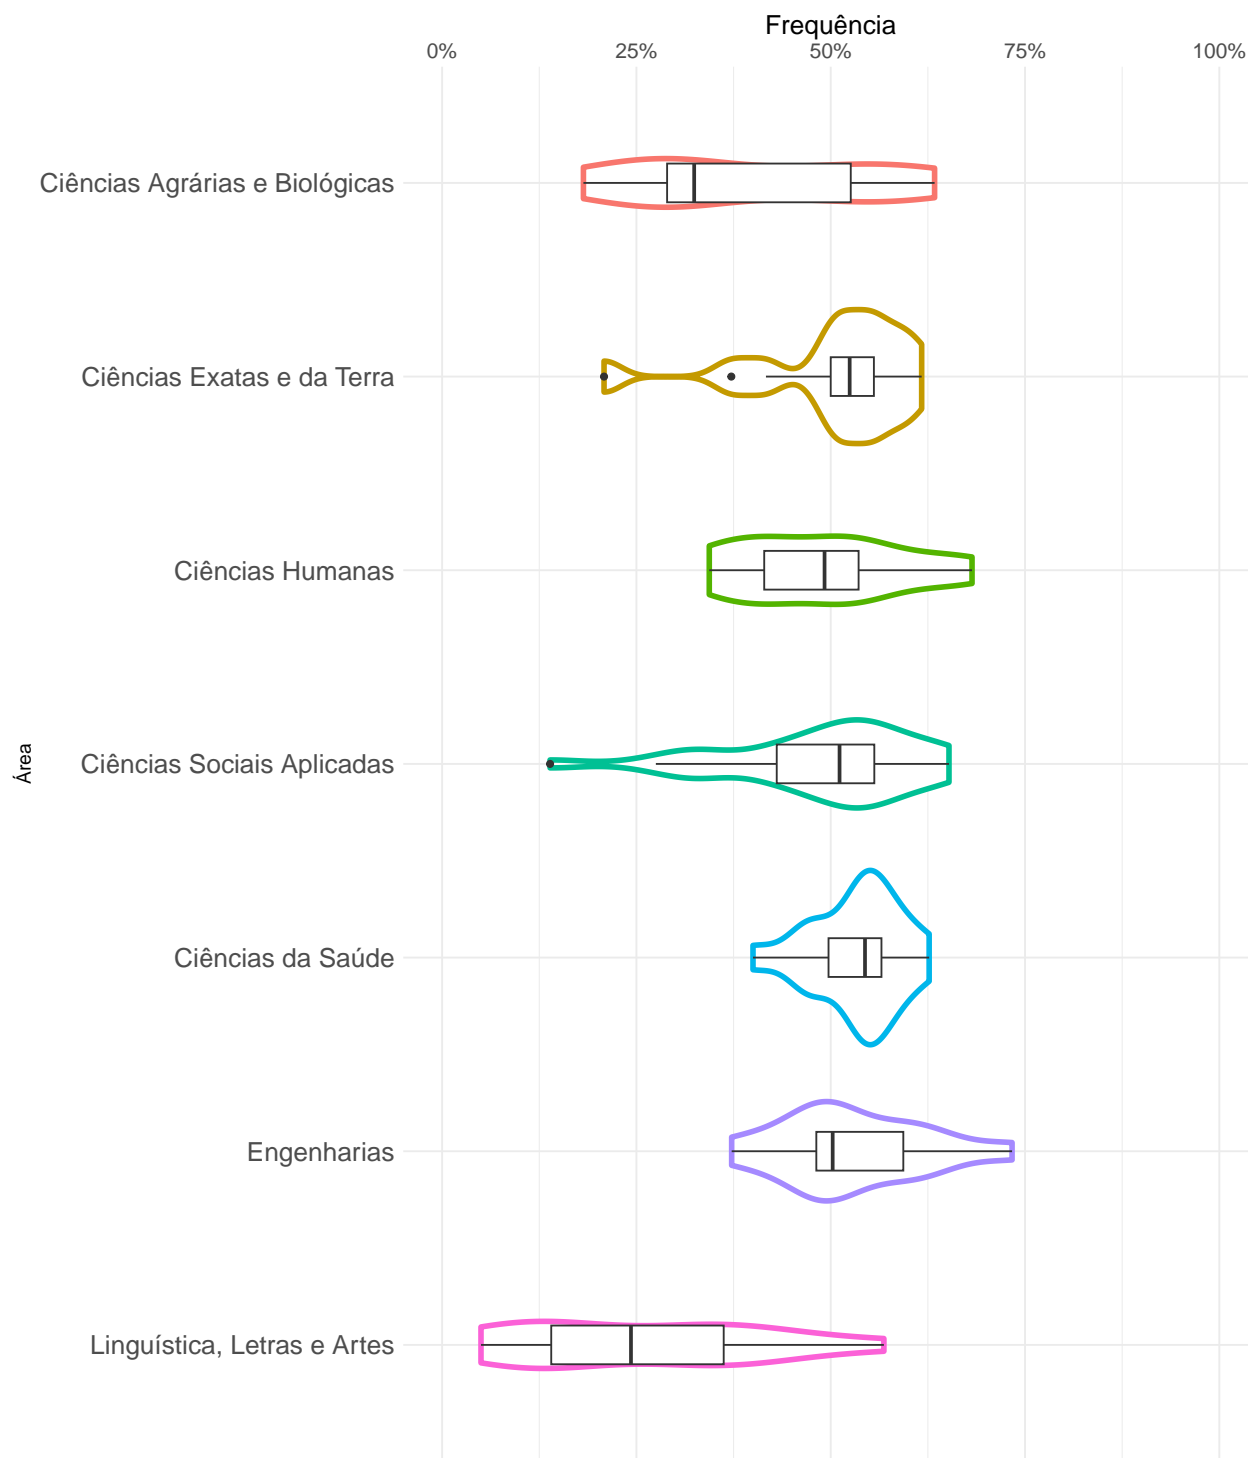 Frequência
0% 25% 50% 75% 100%
Ciências Agrárias e Biológicas
Ciências Exatas e da Terra
Ciências Humanas
Área
Ciências Sociais Aplicadas
Ciências da Saúde
Engenharias
Linguística, Letras e Artes